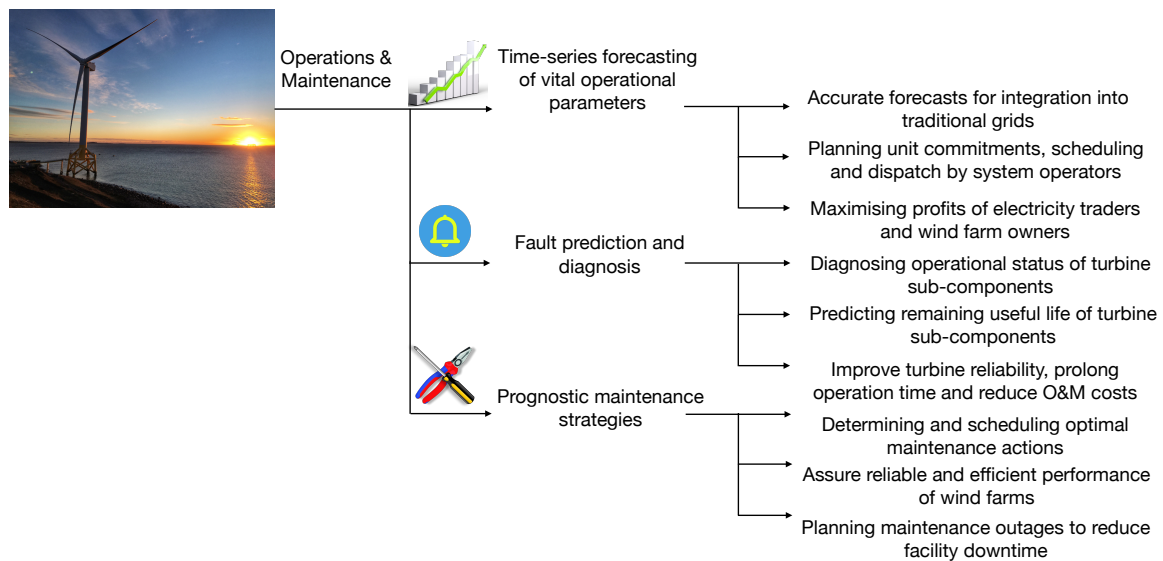 Operations &
Maintenance
Time-series forecasting
of vital operational
parameters
Accurate forecasts for integration into
traditional grids
Planning unit commitments, scheduling
and dispatch by system operators
Maximising profits of electricity traders
and wind farm owners
Fault prediction and
diagnosis
Diagnosing operational status of turbine
sub-components
Predicting remaining useful life of turbine
sub-components
Improve turbine reliability, prolong
operation time and reduce O&M costs
Prognostic maintenance
strategies
Determining and scheduling optimal
maintenance actions
Assure reliable and efficient performance
of wind farms
Planning maintenance outages to reduce
facility downtime